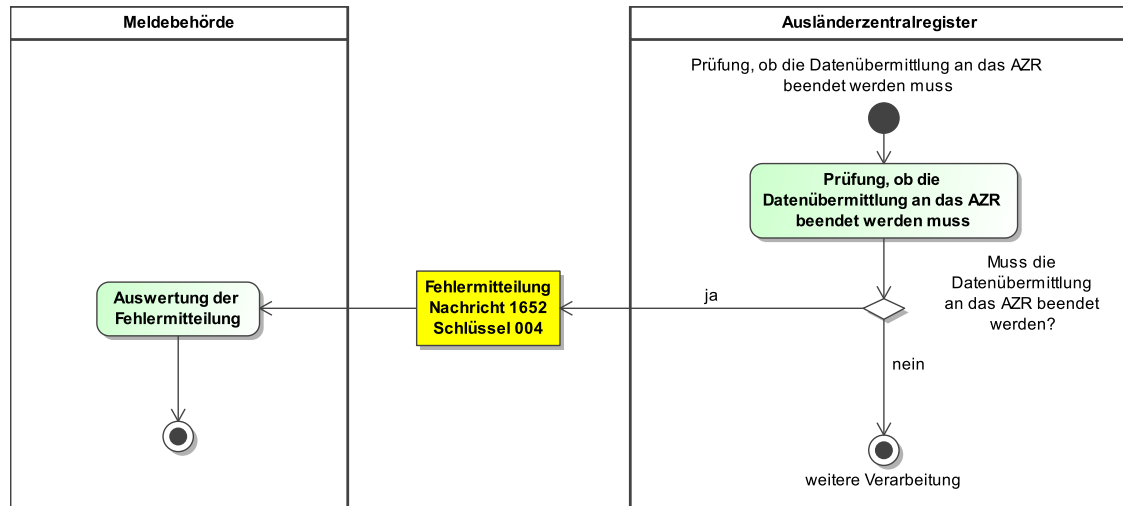 Meldebehörde
Ausländerzentralregister
Prüfung, ob die Datenübermittlung an das AZR
beendet werden muss
Prüfung, ob die
Datenübermittlung an das AZR
beendet werden muss
Muss die
Datenübermittlung
an das AZR beendet
werden?
ja
Fehlermitteilung
Nachricht 1652
Schlüssel 004
Auswertung der
Fehlermitteilung
nein
weitere Verarbeitung